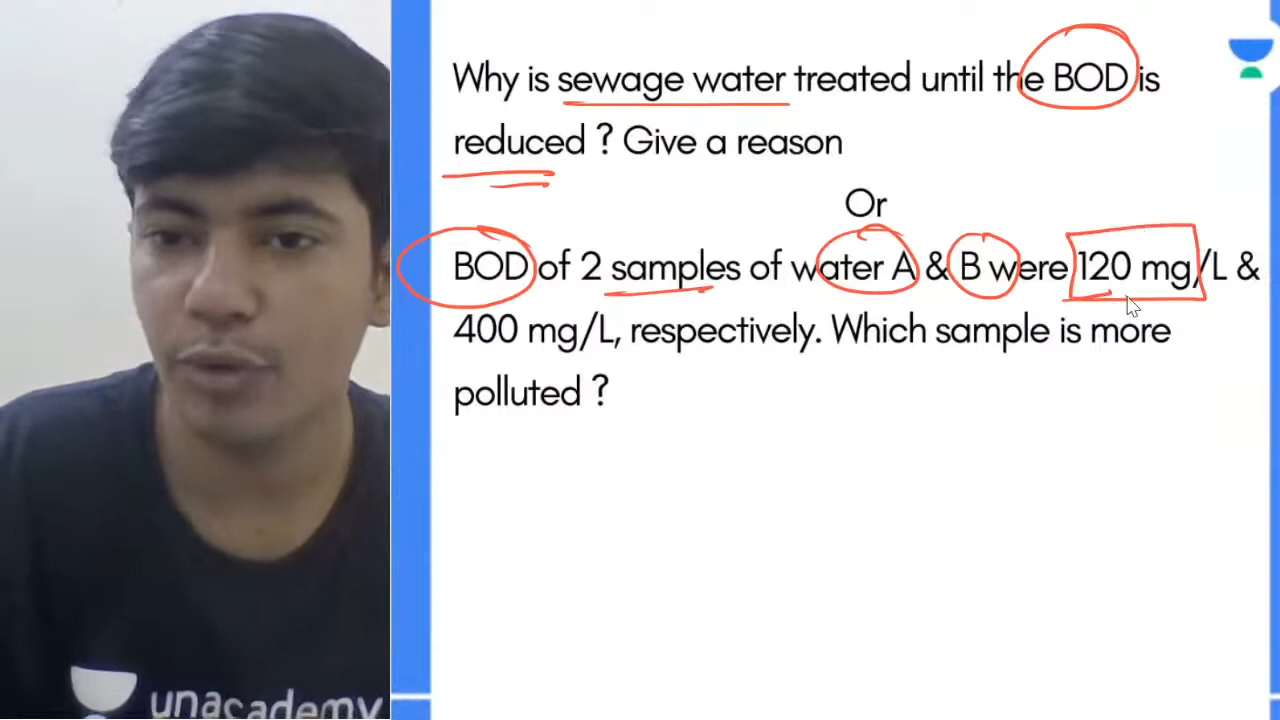 Why is sewage water treated until the BOD is
reduced ? Give a reason
Or
BOD of 2 samples of water A & B were 120 mg/L &
400 mg/L, respectively. Which sample is more
polluted ?
unacademy